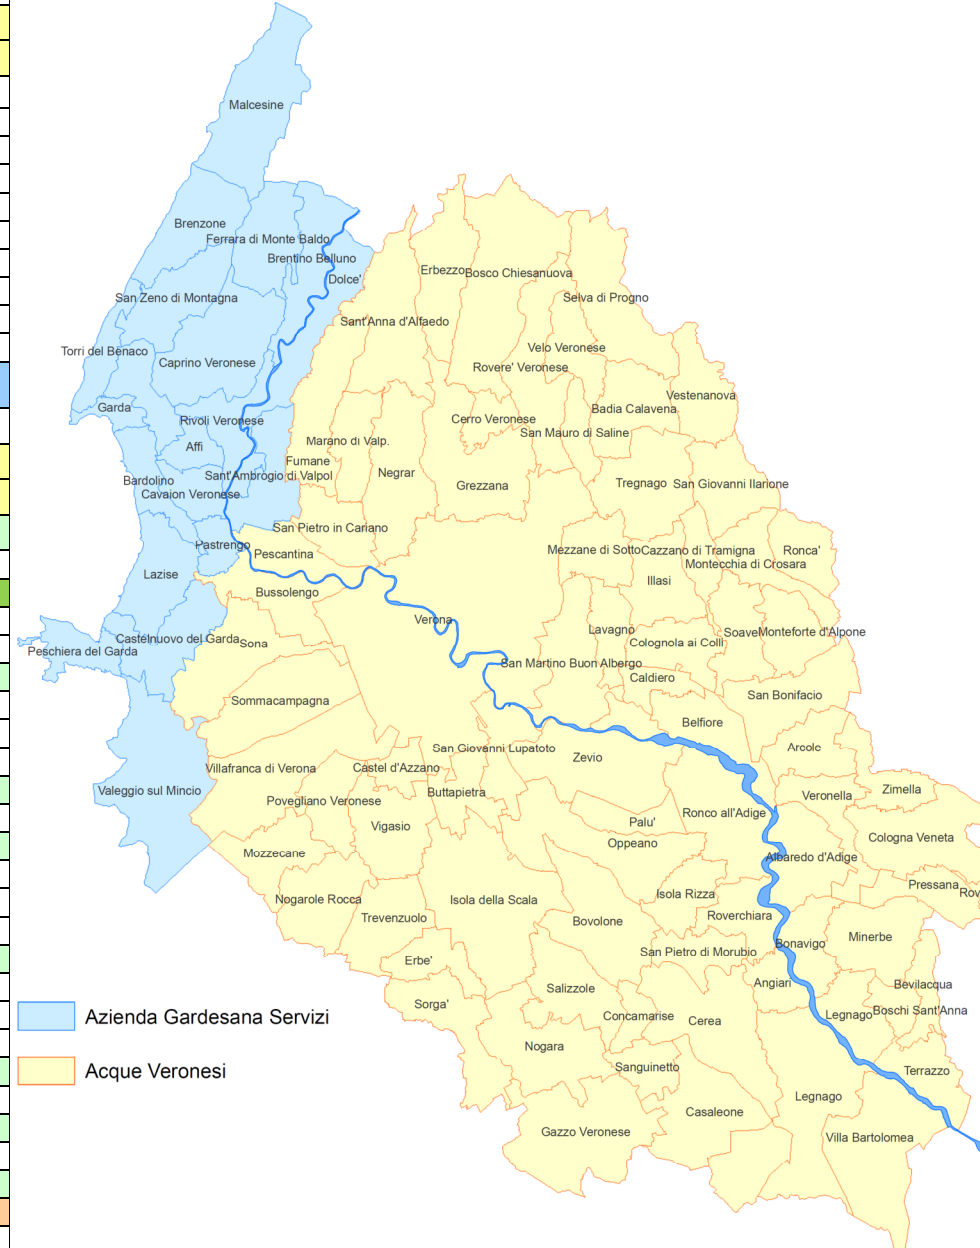 Malcesine
Brenzone
Ferrara di Monte Baldo
Brentino Belluno
Dolce'
Erbezzo
Bosco Chiesanuova
San Zeno di Montagna
Selva di Progno
Sant'Anna d'Alfaedo
Torri del Benaco
Velo Veronese
Caprino Veronese
Rovere' Veronese
Vestenanova
Garda
Badia Calavena
Rivoli Veronese
Cerro Veronese
San Mauro di Saline
Affi
Marano di Valp.
Fumane
Negrar
Bardolino
Sant'Ambrogio di Valpol
Cavaion Veronese
Grezzana
Tregnago
San Giovanni Ilarione
San Pietro in Cariano
Pastrengo
Pescantina
Mezzane di Sotto
Cazzano di Tramigna
Ronca'
Montecchia di Crosara
Lazise
Illasi
Bussolengo
Verona
Lavagno
Soave
Monteforte d'Alpone
Castelnuovo del Garda
Sona
Colognola ai Colli
Peschiera del Garda
San Martino Buon Albergo
Caldiero
Sommacampagna
San Bonifacio
Belfiore
San Giovanni Lupatoto
Arcole
Zevio
Villafranca di Verona
Castel d'Azzano
Valeggio sul Mincio
Buttapietra
Zimella
Veronella
Povegliano Veronese
Ronco all'Adige
Vigasio
Palu'
Cologna Veneta
Oppeano
Mozzecane
Albaredo d'Adige
Pressana
Rov
Nogarole Rocca
Isola della Scala
Isola Rizza
Trevenzuolo
Bovolone
Roverchiara
Minerbe
Bonavigo
San Pietro di Morubio
Erbe'
Angiari
Bevilacqua
Salizzole
Sorga'
Boschi Sant'Anna
Legnago
Concamarise
Cerea
Azienda Gardesana Servizi
Nogara
Sanguinetto
Terrazzo
Acque Veronesi
Legnago
Casaleone
Gazzo Veronese
Villa Bartolomea